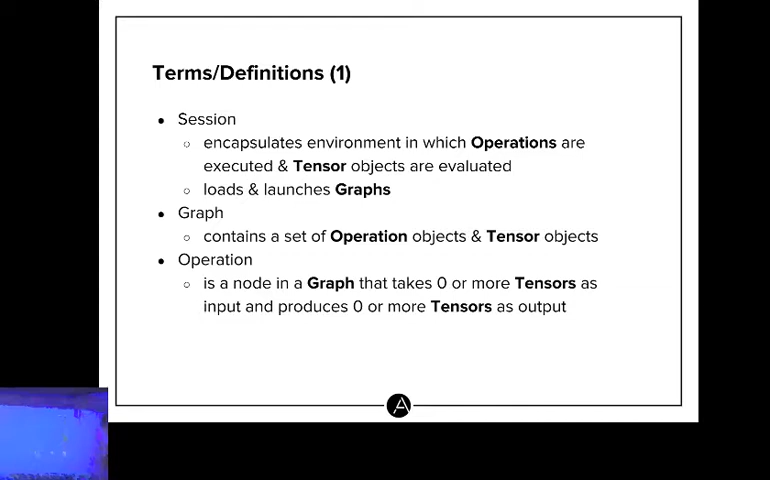 Terms/Definitions (1)
● Session
○ encapsulates environment in which Operations are
executed & Tensor objects are evaluated
○ loads & launches Graphs
● Graph
○ contains a set of Operation objects & Tensor objects
● Operation
○ is a node in a Graph that takes 0 or more Tensors as
input and produces 0 or more Tensors as output
A